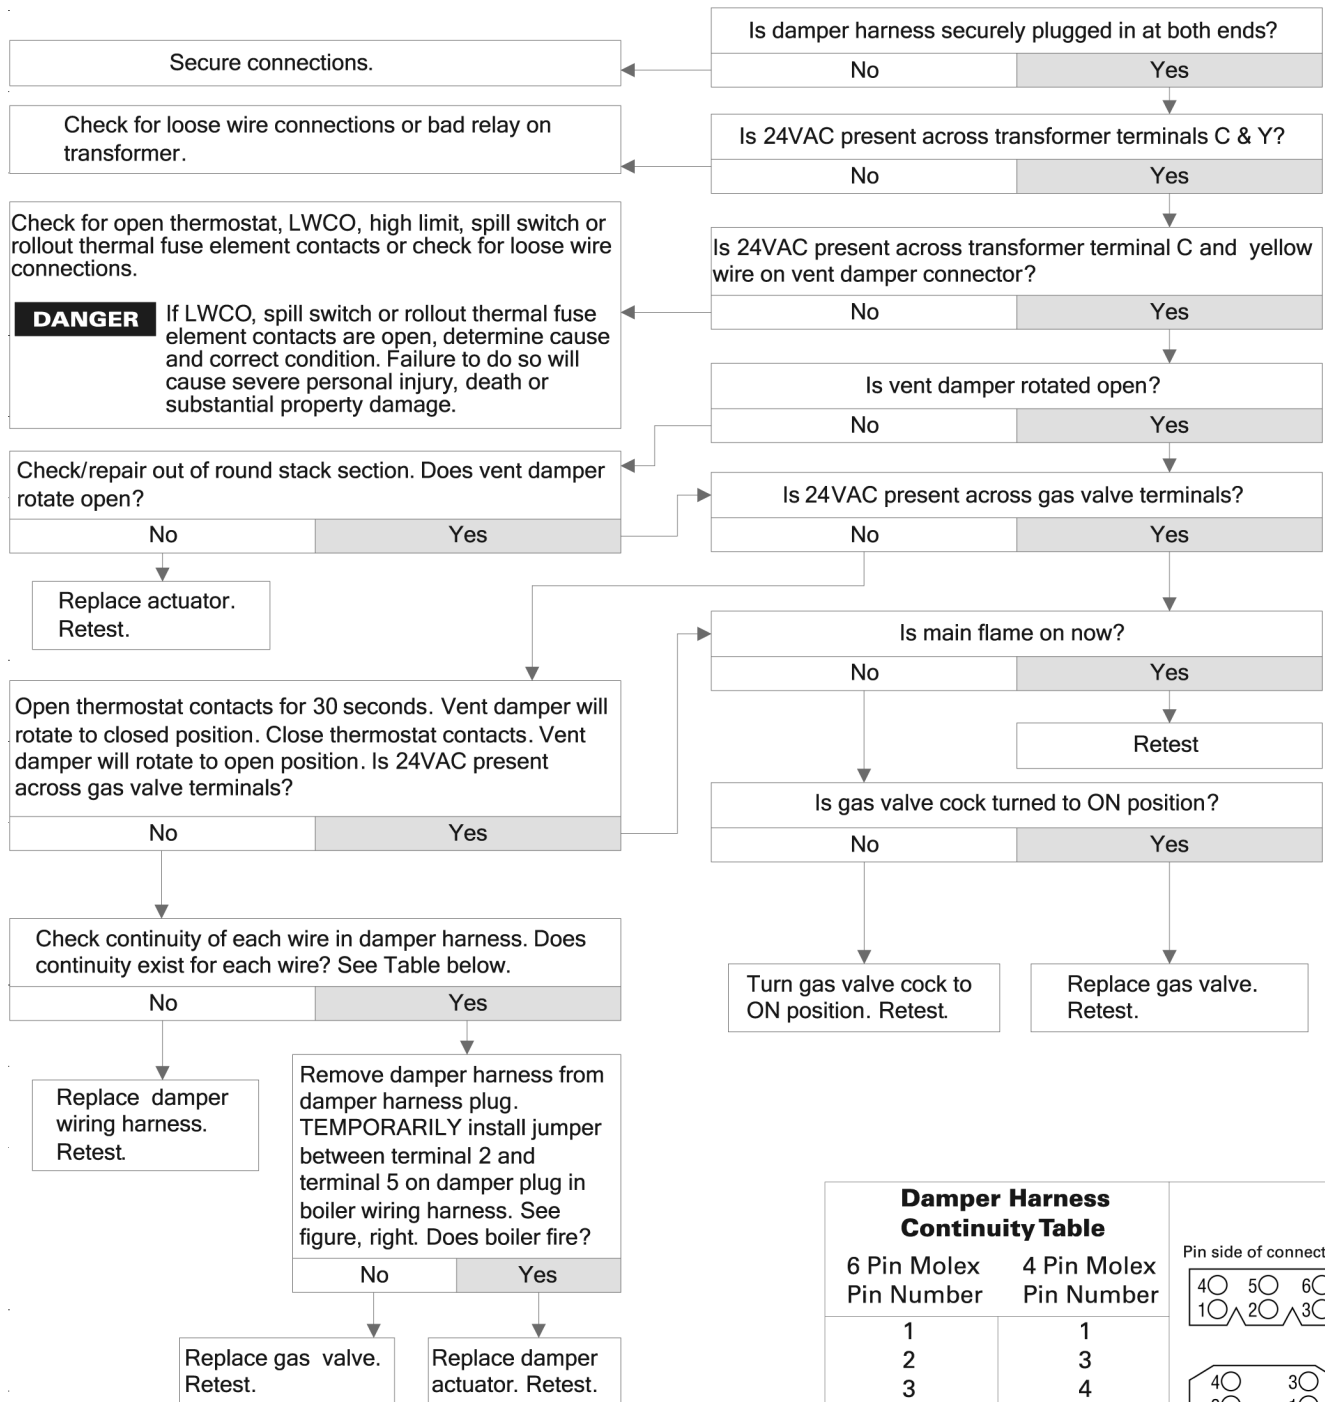 Is damper harness securely plugged in at both ends?
No
Yes
Secure connections.
Check for loose wire connections or bad relay on
transformer.
Is 24VAC present across transformer terminals C & Y?
No
Yes
Check for open thermostat, LWCO, high limit, spill switch or
rollout thermal fuse element contacts or check for loose wire
connections.
DANGER
If LWCO, spill switch or rollout thermal fuse
element contacts are open, determine cause
and correct condition. Failure to do so will
cause severe personal injury, death or
substantial property damage.
Is 24VAC present across transformer terminal C and yellow
wire on vent damper connector?
No
Yes
Is vent damper rotated open?
No
Yes
Check/repair out of round stack section. Does vent damper
rotate open?
No
Yes
Is 24VAC present across gas valve terminals?
No
Yes
Replace actuator.
Retest.
Is main flame on now?
No
Yes
Retest
Open thermostat contacts for 30 seconds. Vent damper will
rotate to closed position. Close thermostat contacts. Vent
damper will rotate to open position. Is 24VAC present
across gas valve terminals?
No
Yes
Is gas valve cock turned to ON position?
No
Yes
Check continuity of each wire in damper harness. Does
continuity exist for each wire? See Table below.
No
Yes
Turn gas valve cock to
ON position. Retest.
Replace gas valve.
Retest.
Replace damper
wiring harness.
Retest.
Remove damper harness from
damper harness plug.
TEMPORARILY install jumper
between terminal 2 and
terminal 5 on damper plug in
boiler wiring harness. See
figure, right. Does boiler fire?
No
Yes
Replace gas valve.
Retest.
Replace damper
actuator. Retest.
Damper Harness
Continuity Table
6 Pin Molex
Pin Number
4 Pin Molex
Pin Number
1 1
2 3
3 4
Pin side of connect
4 5 6
1 2 3
4 3